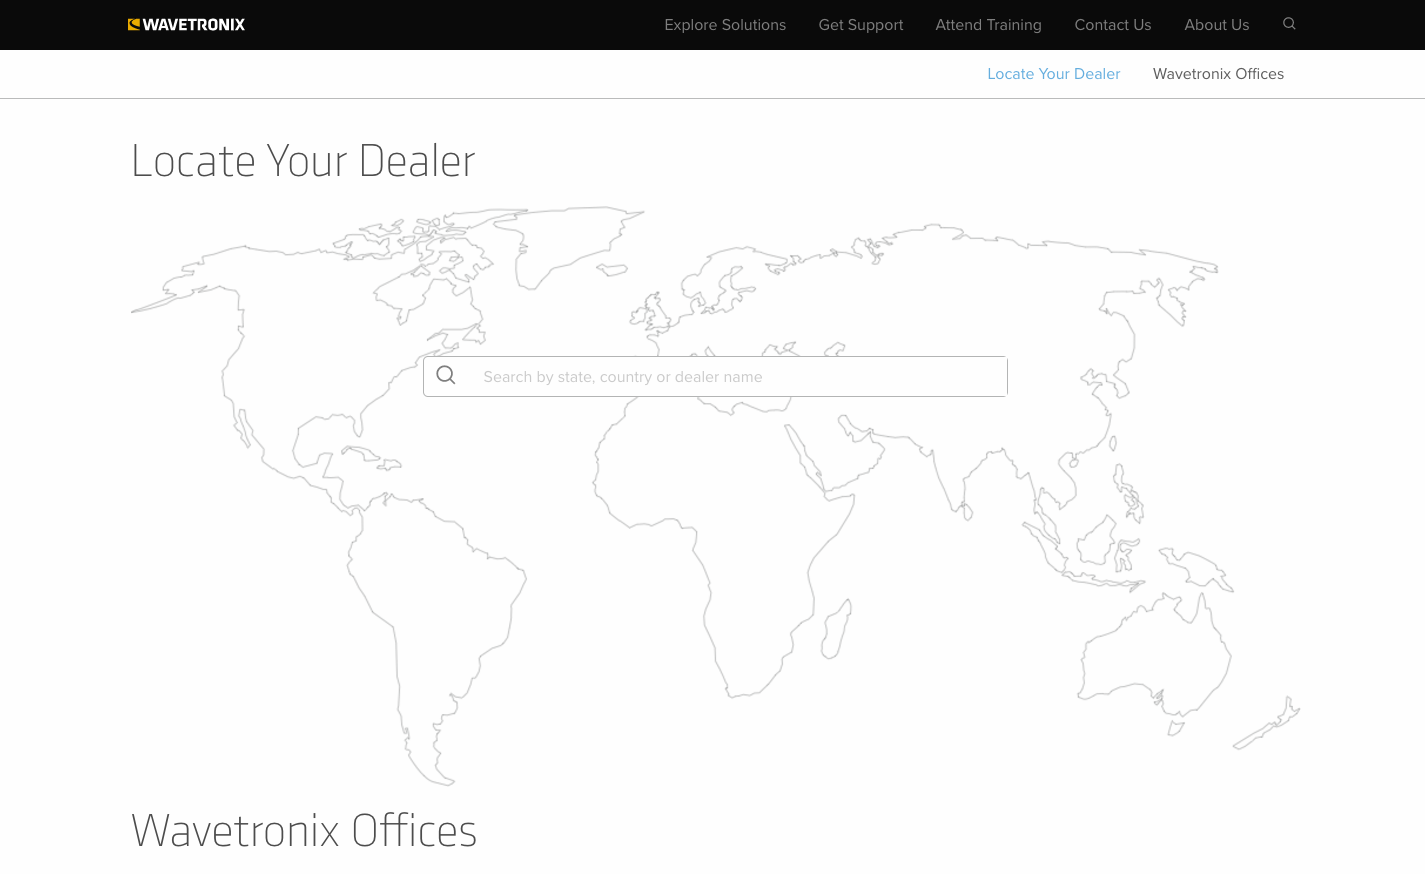 WAVETRONIX
Explore Solutions Get Support Attend Training Contact Us About Us
Locate Your Dealer Wavetronix Offices
Locate Your Dealer
Search by state, country or dealer name
Wavetronix Offices